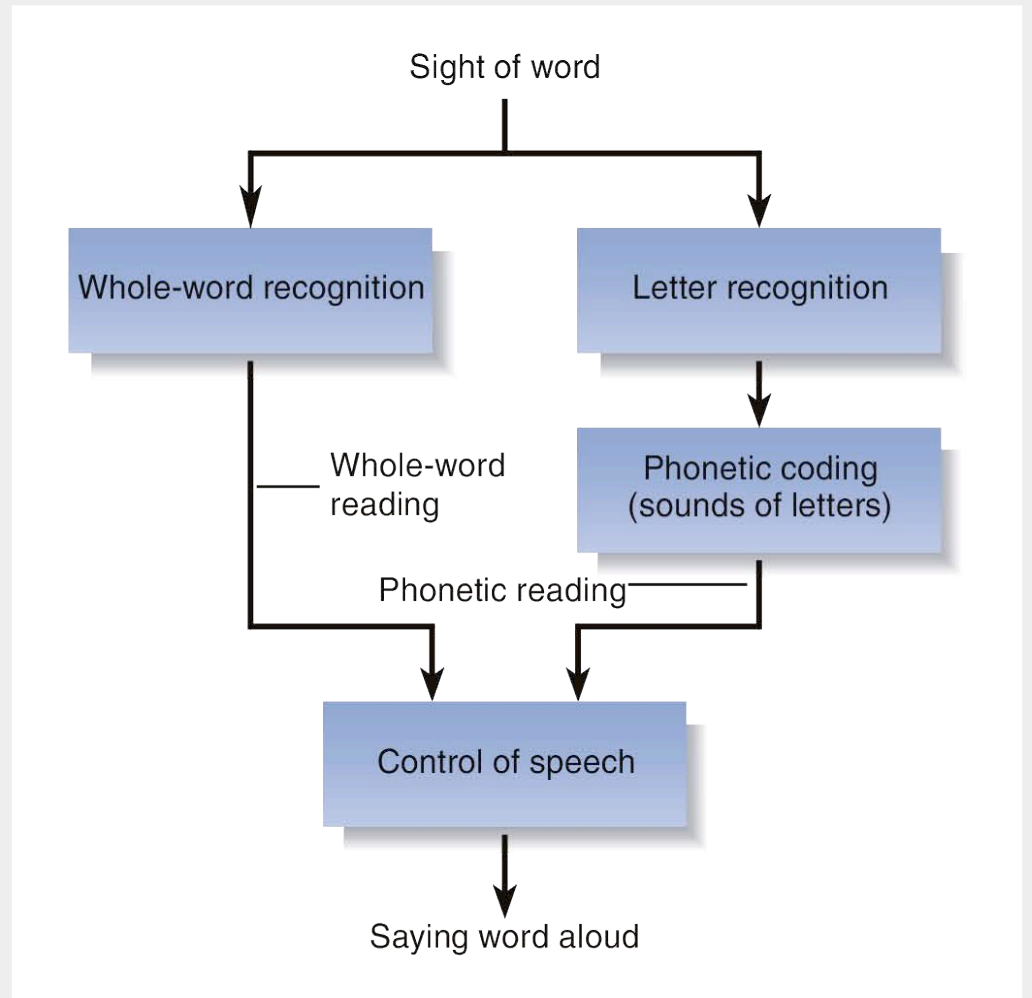 Sight of word
Whole-word recognition
Letter recognition
Phonetic coding
(sounds of letters)
Whole-word
reading
Phonetic reading
Control of speech
Saying word aloud